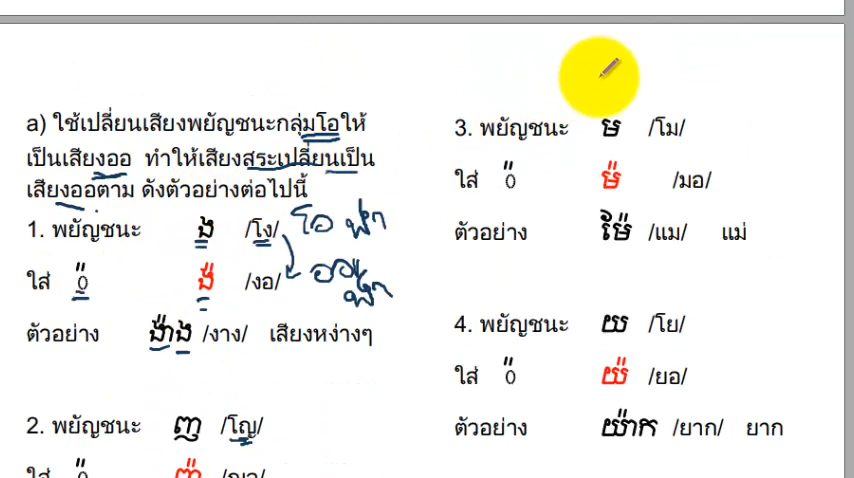 a) ใช้เปลี่ยนเสียงพยัญชนะกลุ่มโอให้
เป็นเสียงออ ทำให้เสียงสระเปลี่ยนเป็น
เสียงออตาม ดังตัวอย่างต่อไปนี้
1. พยัญชนะ ង /โง/ โอ
ใส่ ៉ ង៉ /งอ/ ออ
ตัวอย่าง ង៉ាង /งาง/ เสียงหง่างๆ
2. พยัญชนะ ញ /โญ/
ใส่ ៉ ញ៉ /ญอ/
3. พยัญชนะ ម /โม/
ใส่ ៉ ម៉ /มอ/
ตัวอย่าง ម៉ែ /แม/ แม่
4. พยัญชนะ យ /โย/
ใส่ ៉ យ៉ /ยอ/
ตัวอย่าง យ៉ាក /ยาก/ ยาก